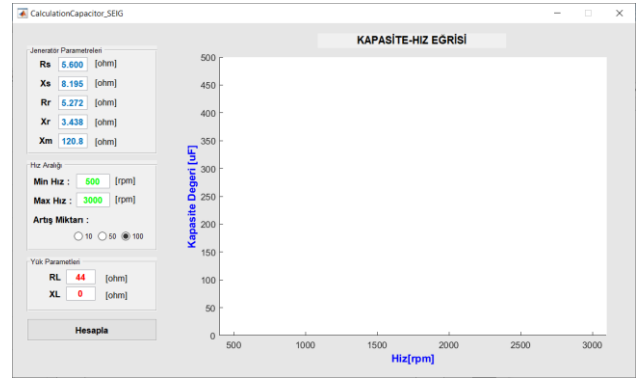 CalculationCapacitor_SEIG
Jeneratör Parametreleri
Rs 5.600 [ohm]
Xs 8.195 [ohm]
Rr 5.272 [ohm]
Xr 3.438 [ohm]
Xm 120.8 [ohm]
Hız Aralığı
Min Hız : 500 [rpm]
Max Hız : 3000 [rpm]
Artış Miktarı :
10 50 100
Yük Parametleri
RL 44 [ohm]
XL 0 [ohm]
Hesapla
KAPASİTE-HIZ EĞRİSİ
Kapasite Degeri [uF]
500
450
400
350
300
250
200
150
100
50
0
500 1000 1500 2000 2500 3000
Hiz[rpm]